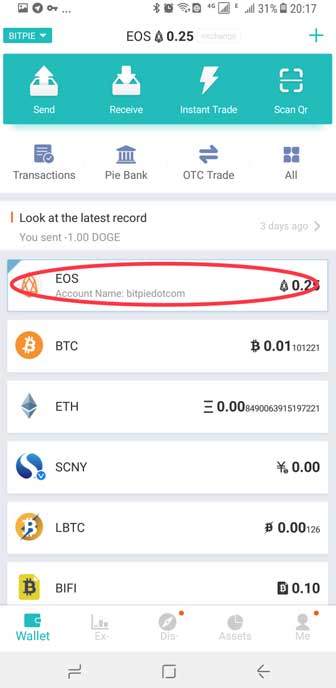 4G E 31% 20:17
BITPIE EOS 0.25 exchange
Send Receive Instant Trade Scan Qr
Transactions Pie Bank OTC Trade All
Look at the latest record
3 days ago
You sent -1.00 DOGE
EOS
Account Name: bitpiedotcom
0.25
BTC 0.01101221
ETH 0.008490063915197221
SCNY 0.00
LBTC 0.00126
BIFI 0.10
Wallet Ex- Dis- Assets Me